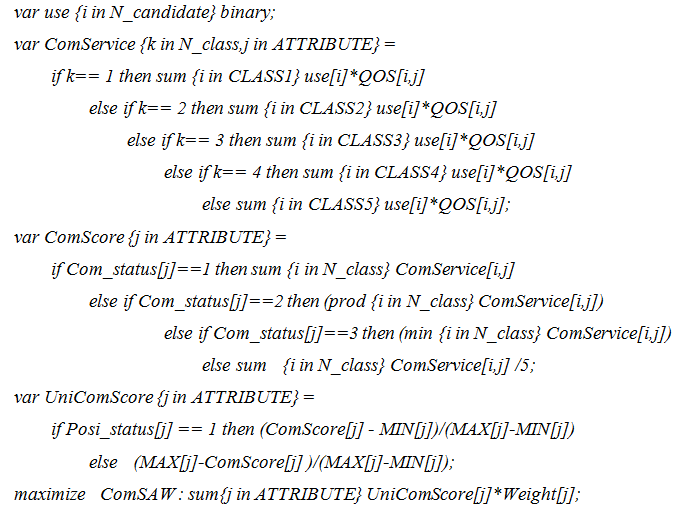 var use {i in N_candidate} binary;
var ComService {k in N_class,j in ATTRIBUTE} =
if k== 1 then sum {i in CLASS1} use[i]*QOS[i,j]
else if k== 2 then sum {i in CLASS2} use[i]*QOS[i,j]
else if k== 3 then sum {i in CLASS3} use[i]*QOS[i,j]
else if k== 4 then sum {i in CLASS4} use[i]*QOS[i,j]
else sum {i in CLASS5} use[i]*QOS[i,j];
var ComScore {j in ATTRIBUTE} =
if Com_status[j]==1 then sum {i in N_class} ComService[i,j]
else if Com_status[j]==2 then (prod {i in N_class} ComService[i,j])
else if Com_status[j]==3 then (min {i in N_class} ComService[i,j])
else sum {i in N_class} ComService[i,j] /5;
var UniComScore {j in ATTRIBUTE} =
if Posi_status[j] == 1 then (ComScore[j] - MIN[j])/(MAX[j]-MIN[j])
else (MAX[j]-ComScore[j] )/(MAX[j]-MIN[j]);
maximize ComSAW : sum{j in ATTRIBUTE} UniComScore[j]*Weight[j];